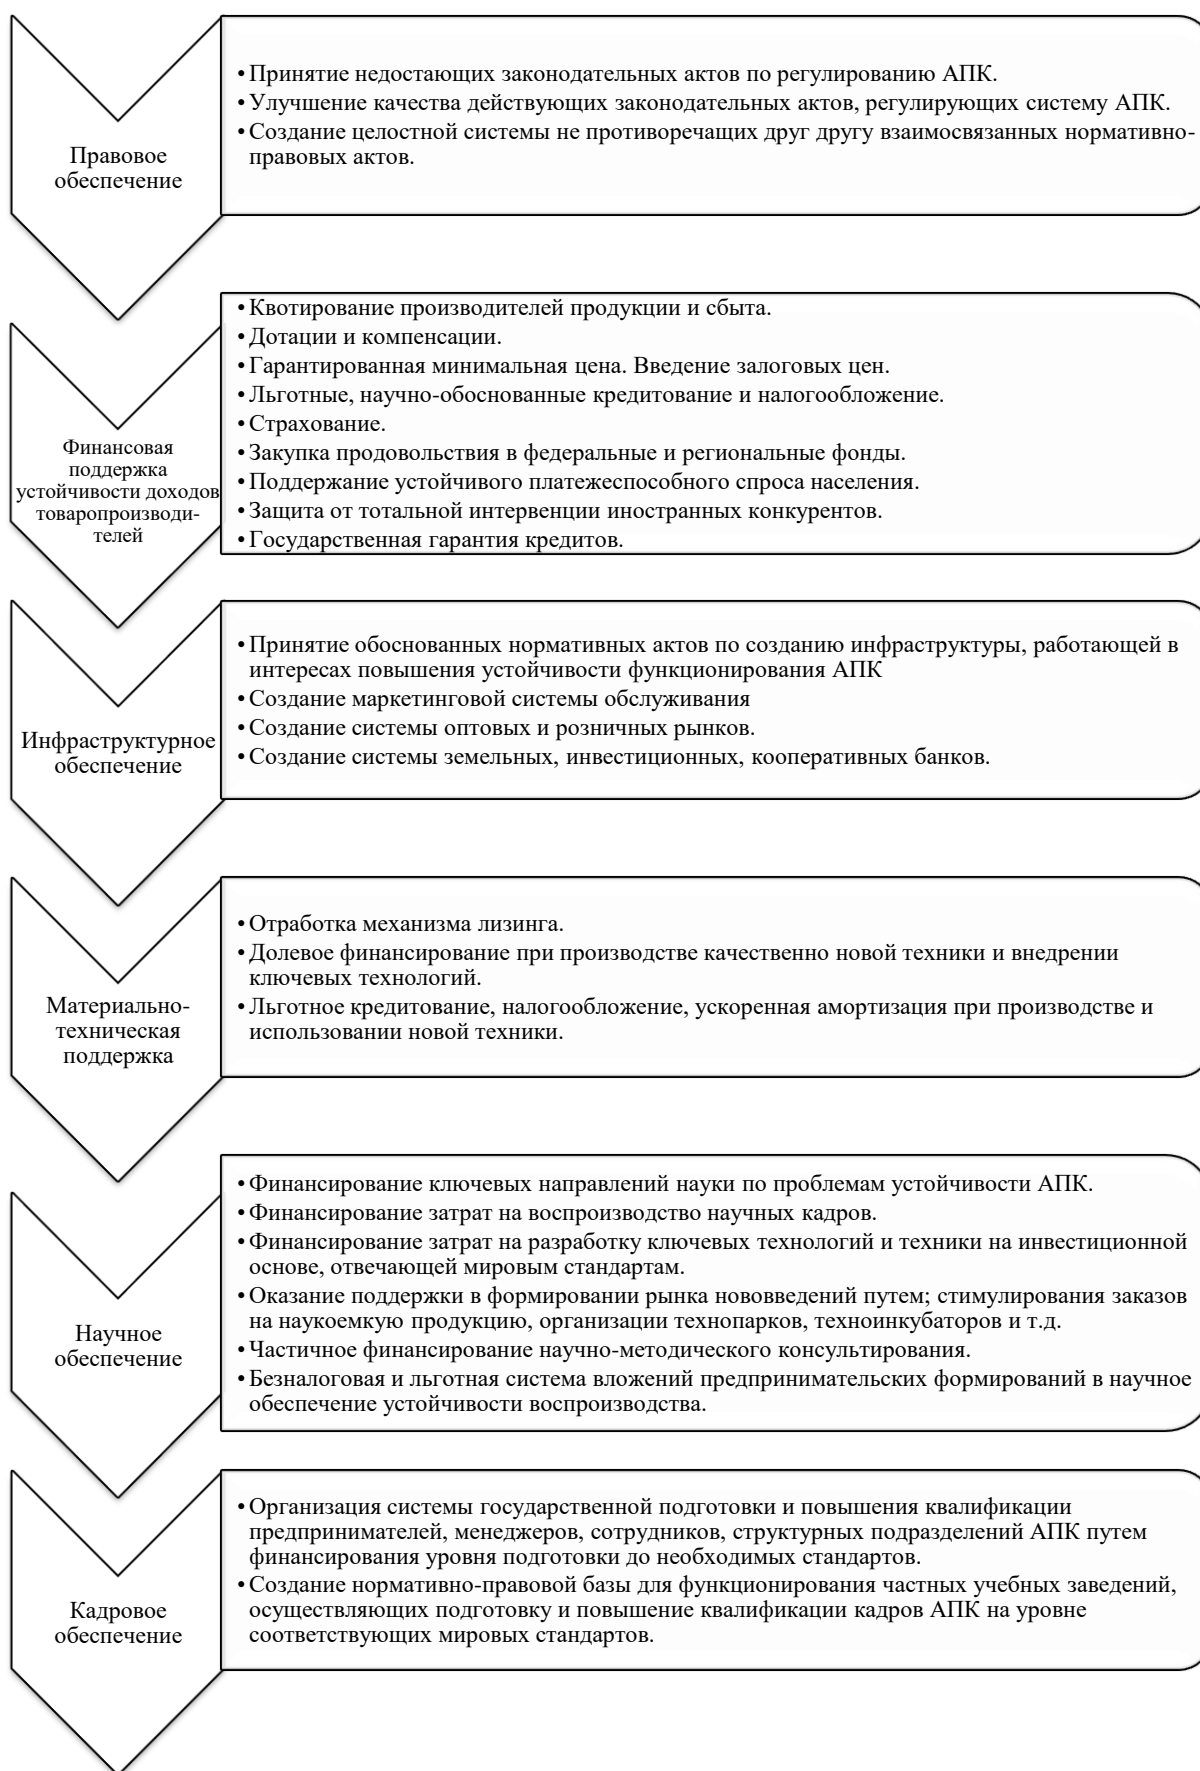 Правовое
обеспечение
• Принятие недостающих законодательных актов по регулированию АПК.
• Улучшение качества действующих законодательных актов, регулирующих систему АПК.
• Создание целостной системы не противоречащих друг другу взаимосвязанных нормативно-
правовых актов.
Финансовая
поддержка
устойчивости доходов
товаропроизводи-
телей
• Квотирование производителей продукции и сбыта.
• Дотации и компенсации.
• Гарантированная минимальная цена. Введение залоговых цен.
• Льготные, научно-обоснованные кредитование и налогообложение.
• Страхование.
• Закупка продовольствия в федеральные и региональные фонды.
• Поддержание устойчивого платежеспособного спроса населения.
• Защита от тотальной интервенции иностранных конкурентов.
• Государственная гарантия кредитов.
Инфраструктурное
обеспечение
• Принятие обоснованных нормативных актов по созданию инфраструктуры, работающей в
интересах повышения устойчивости функционирования АПК
• Создание маркетинговой системы обслуживания
• Создание системы оптовых и розничных рынков.
• Создание системы земельных, инвестиционных, кооперативных банков.
Материально-
техническая
поддержка
• Отработка механизма лизинга.
• Долевое финансирование при производстве качественно новой техники и внедрении
ключевых технологий.
• Льготное кредитование, налогообложение, ускоренная амортизация при производстве и
использовании новой техники.
Научное
обеспечение
• Финансирование ключевых направлений науки по проблемам устойчивости АПК.
• Финансирование затрат на воспроизводство научных кадров.
• Финансирование затрат на разработку ключевых технологий и техники на инвестиционной
основе, отвечающей мировым стандартам.
• Оказание поддержки в формировании рынка нововведений путем; стимулирования заказов
на наукоемкую продукцию, организации технопарков, техноинкубаторов и т.д.
• Частичное финансирование научно-методического консультирования.
• Безналоговая и льготная система вложений предпринимательских формирований в научное
обеспечение устойчивости воспроизводства.
Кадровое
обеспечение
• Организация системы государственной подготовки и повышения квалификации
предпринимателей, менеджеров, сотрудников, структурных подразделений АПК путем
финансирования уровня подготовки до необходимых стандартов.
• Создание нормативно-правовой базы для функционирования частных учебных заведений,
осуществляющих подготовку и повышение квалификации кадров АПК на уровне
соответствующих мировых стандартов.